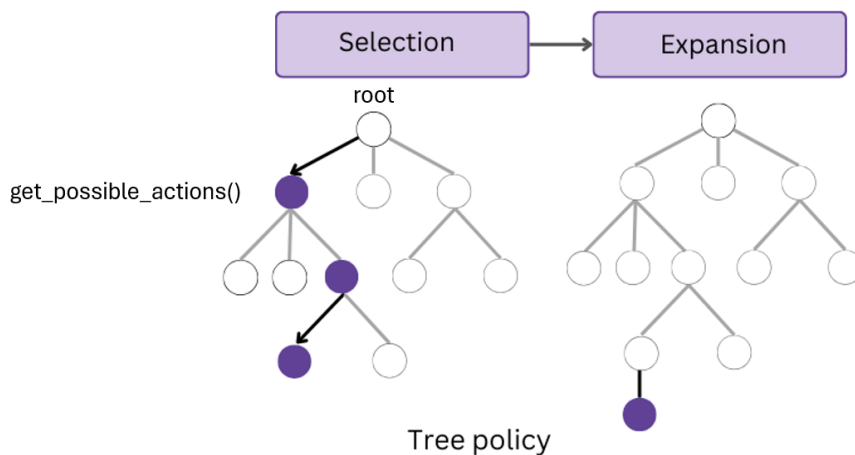 Selection
Expansion
root
get_possible_actions()
Tree policy